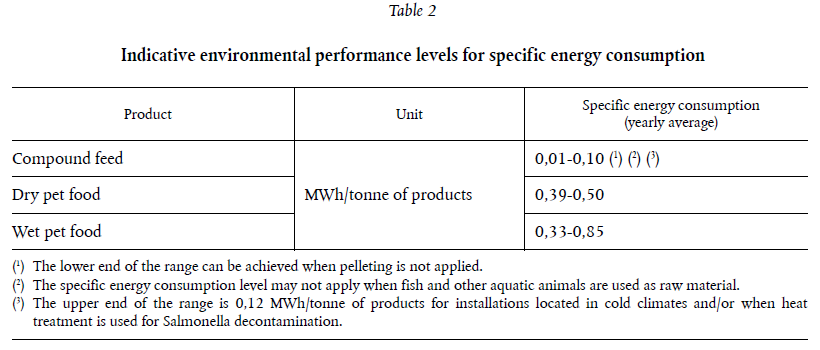 Table 2
Indicative environmental performance levels for specific energy consumption
Product Unit Specific energy consumption
(yearly average)
Compound feed MWh/tonne of products 0,01-0,10 (¹) (²) (³)
Dry pet food 0,39-0,50
Wet pet food 0,33-0,85
(¹) The lower end of the range can be achieved when pelleting is not applied.
(²) The specific energy consumption level may not apply when fish and other aquatic animals are used as raw material.
(³) The upper end of the range is 0,12 MWh/tonne of products for installations located in cold climates and/or when heat
treatment is used for Salmonella decontamination.